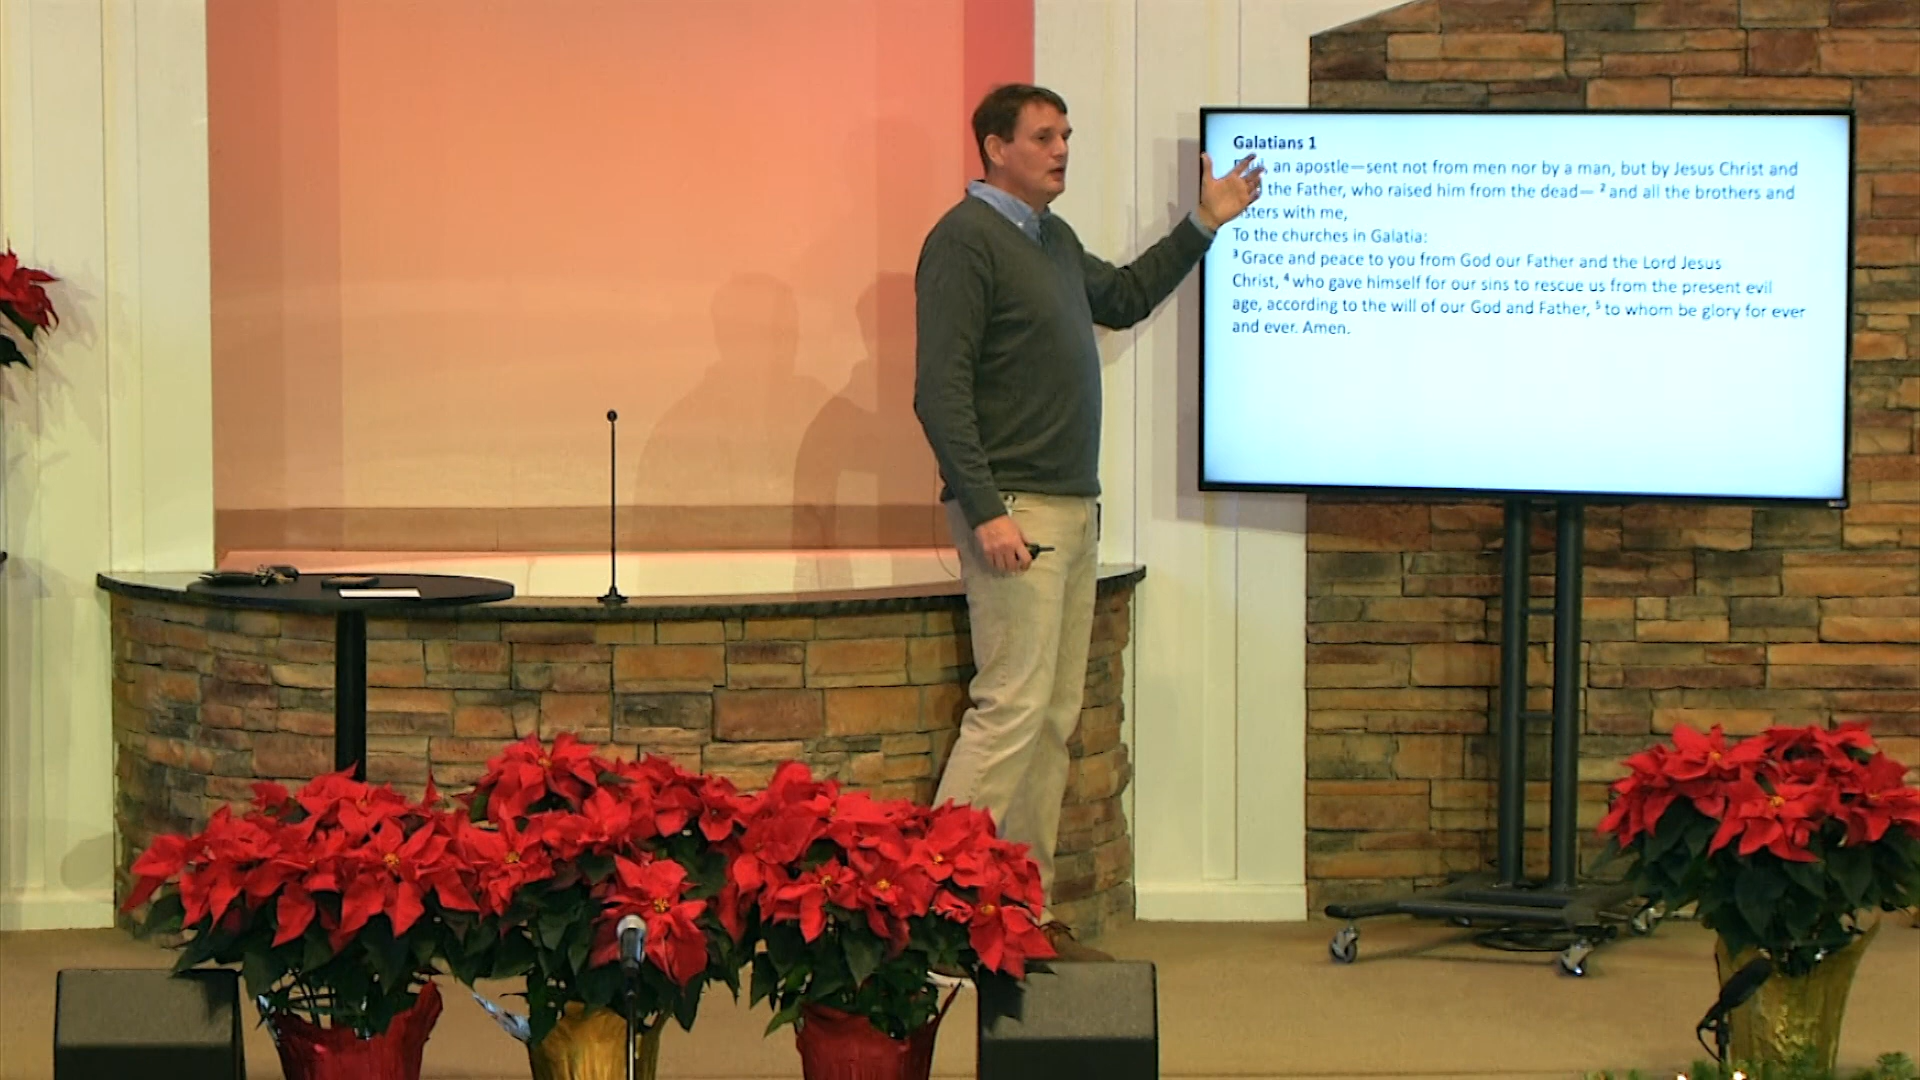 Galatians 1
an apostle—sent not from men nor by a man, but by Jesus Christ and
the Father, who raised him from the dead— ² and all the brothers and
with me,
To the churches in Galatia:
³ Grace and peace to you from God our Father and the Lord Jesus
Christ, ⁴ who gave himself for our sins to rescue us from the present evil
age, according to the will of our God and Father, ⁵ to whom be glory for ever
and ever. Amen.